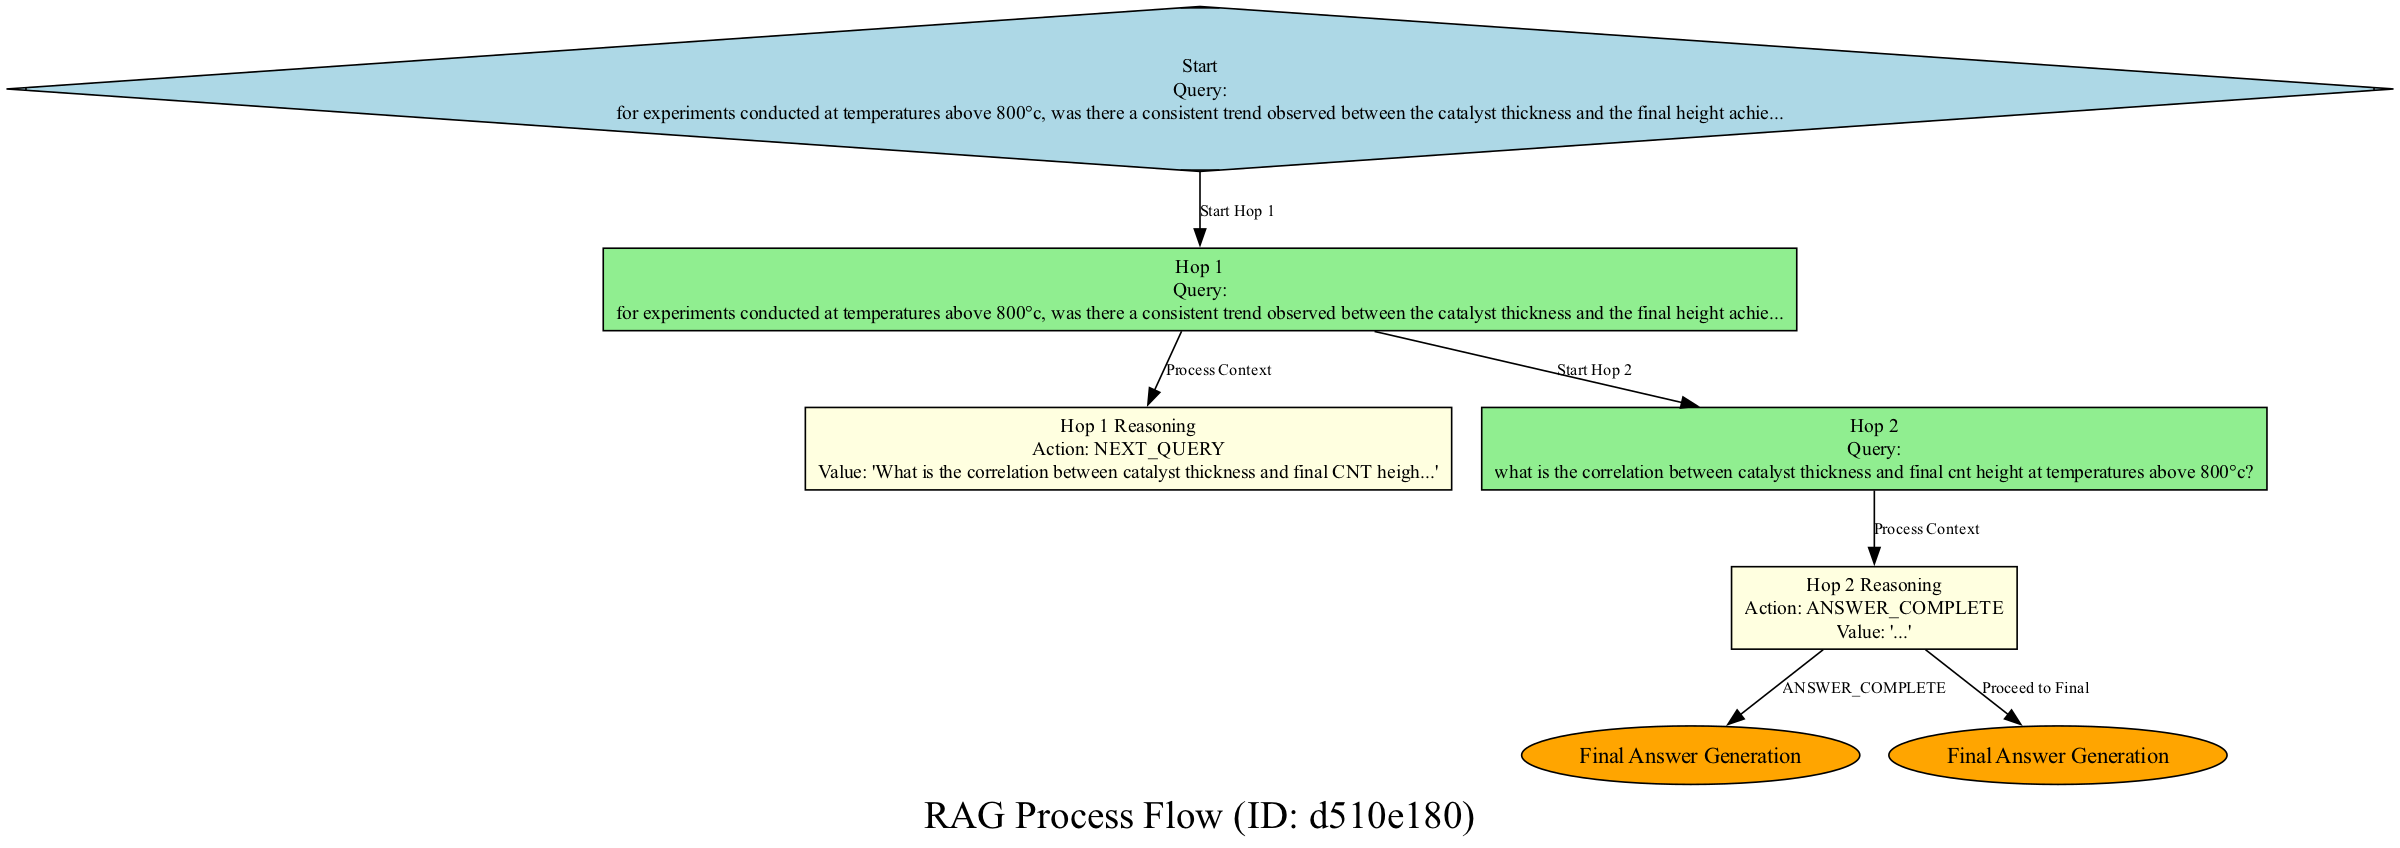 Start
Query:
for experiments conducted at temperatures above 800°c, was there a consistent trend observed between the catalyst thickness and the final height achie...
Start Hop 1
Hop 1
Query:
for experiments conducted at temperatures above 800°c, was there a consistent trend observed between the catalyst thickness and the final height achie...
Process Context
Start Hop 2
Hop 1 Reasoning
Action: NEXT_QUERY
Value: 'What is the correlation between catalyst thickness and final CNT heigh...'
Hop 2
Query:
what is the correlation between catalyst thickness and final cnt height at temperatures above 800°c?
Process Context
Hop 2 Reasoning
Action: ANSWER_COMPLETE
Value: '...'
ANSWER_COMPLETE
Proceed to Final
Final Answer Generation
Final Answer Generation
RAG Process Flow (ID: d510e180)